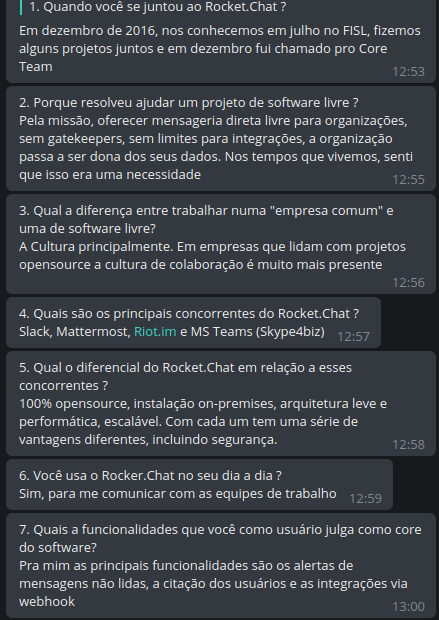 1. Quando você se juntou ao Rocket.Chat ?
Em dezembro de 2016, nos conhecemos em julho no FISL, fizemos
alguns projetos juntos e em dezembro fui chamado pro Core
Team
12:53
2. Porque resolveu ajudar um projeto de software livre ?
Pela missão, oferecer mensageria direta livre para organizações,
sem gatekeepers, sem limites para integrações, a organização
passa a ser dona dos seus dados. Nos tempos que vivemos, senti
que isso era uma necessidade
12:55
3. Qual a diferença entre trabalhar numa "empresa comum" e
uma de software livre?
A Cultura principalmente. Em empresas que lidam com projetos
opensource a cultura de colaboração é muito mais presente
12:56
4. Quais são os principais concorrentes do Rocket.Chat ?
Slack, Mattermost, Riot.im e MS Teams (Skype4biz)
12:57
5. Qual o diferencial do Rocket.Chat em relação a esses
concorrentes ?
100% opensource, instalação on-premises, arquitetura leve e
performática, escalável. Com cada um tem uma série de
vantagens diferentes, incluindo segurança.
12:58
6. Você usa o Rocker.Chat no seu dia a dia ?
Sim, para me comunicar com as equipes de trabalho
12:59
7. Quais a funcionalidades que você como usuário julga como core
do software?
Pra mim as principais funcionalidades são os alertas de
mensagens não lidas, a citação dos usuários e as integrações via
webhook
13:00